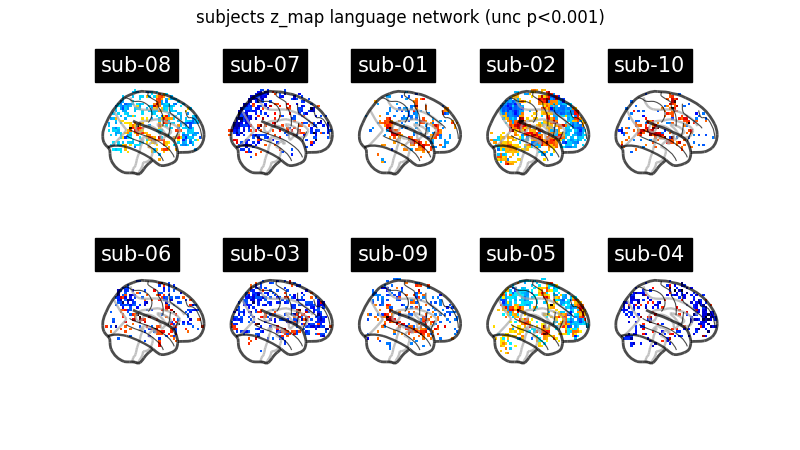 subjects z_map language network (unc p<0.001)
sub-08
sub-07
sub-01
sub-02
sub-10
sub-06
sub-03
sub-09
sub-05
sub-04